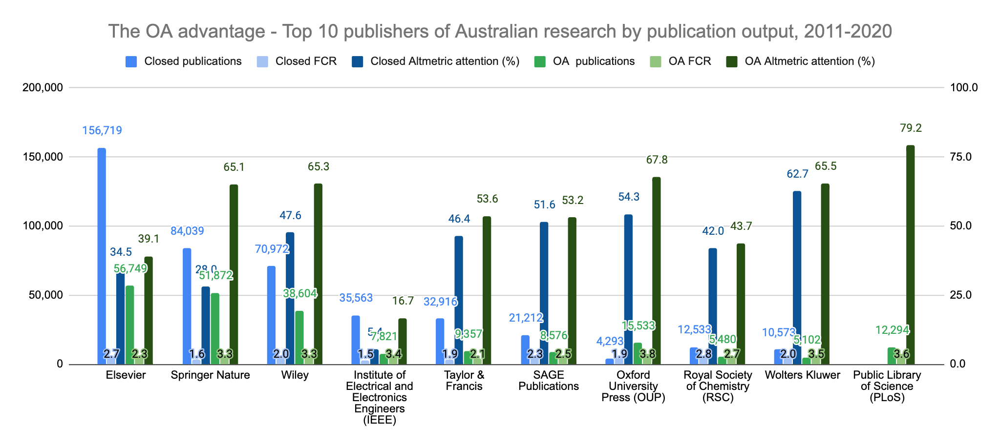 The OA advantage - Top 10 publishers of Australian research by publication output, 2011-2020
Closed publications Closed FCR Closed Altmetric attention (%) OA publications OA FCR OA Altmetric attention (%)
200,000 100.0
150,000 75.0
100,000 50.0
50,000 25.0
0 0.0
156,719 2.7 34.5 56,749 2.3 39.1
84,039 1.6 28.0 51,872 3.3 65.1
70,972 2.0 47.6 38,604 3.3 65.3
35,563 1.5 5.4 7,821 3.4 16.7
32,916 1.9 46.4 9,357 2.1 53.6
21,212 2.3 51.6 8,576 2.5 53.2
4,293 1.9 54.3 15,533 3.8 67.8
12,533 2.8 42.0 5,480 2.7 43.7
10,573 2.0 62.7 5,102 3.5 65.5
12,294 3.6 79.2
Elsevier
Springer Nature
Wiley
Institute of
Electrical and
Electronics
Engineers
(IEEE)
Taylor &
Francis
SAGE
Publications
Oxford
University
Press (OUP)
Royal Society
of Chemistry
(RSC)
Wolters Kluwer
Public Library
of Science
(PLoS)